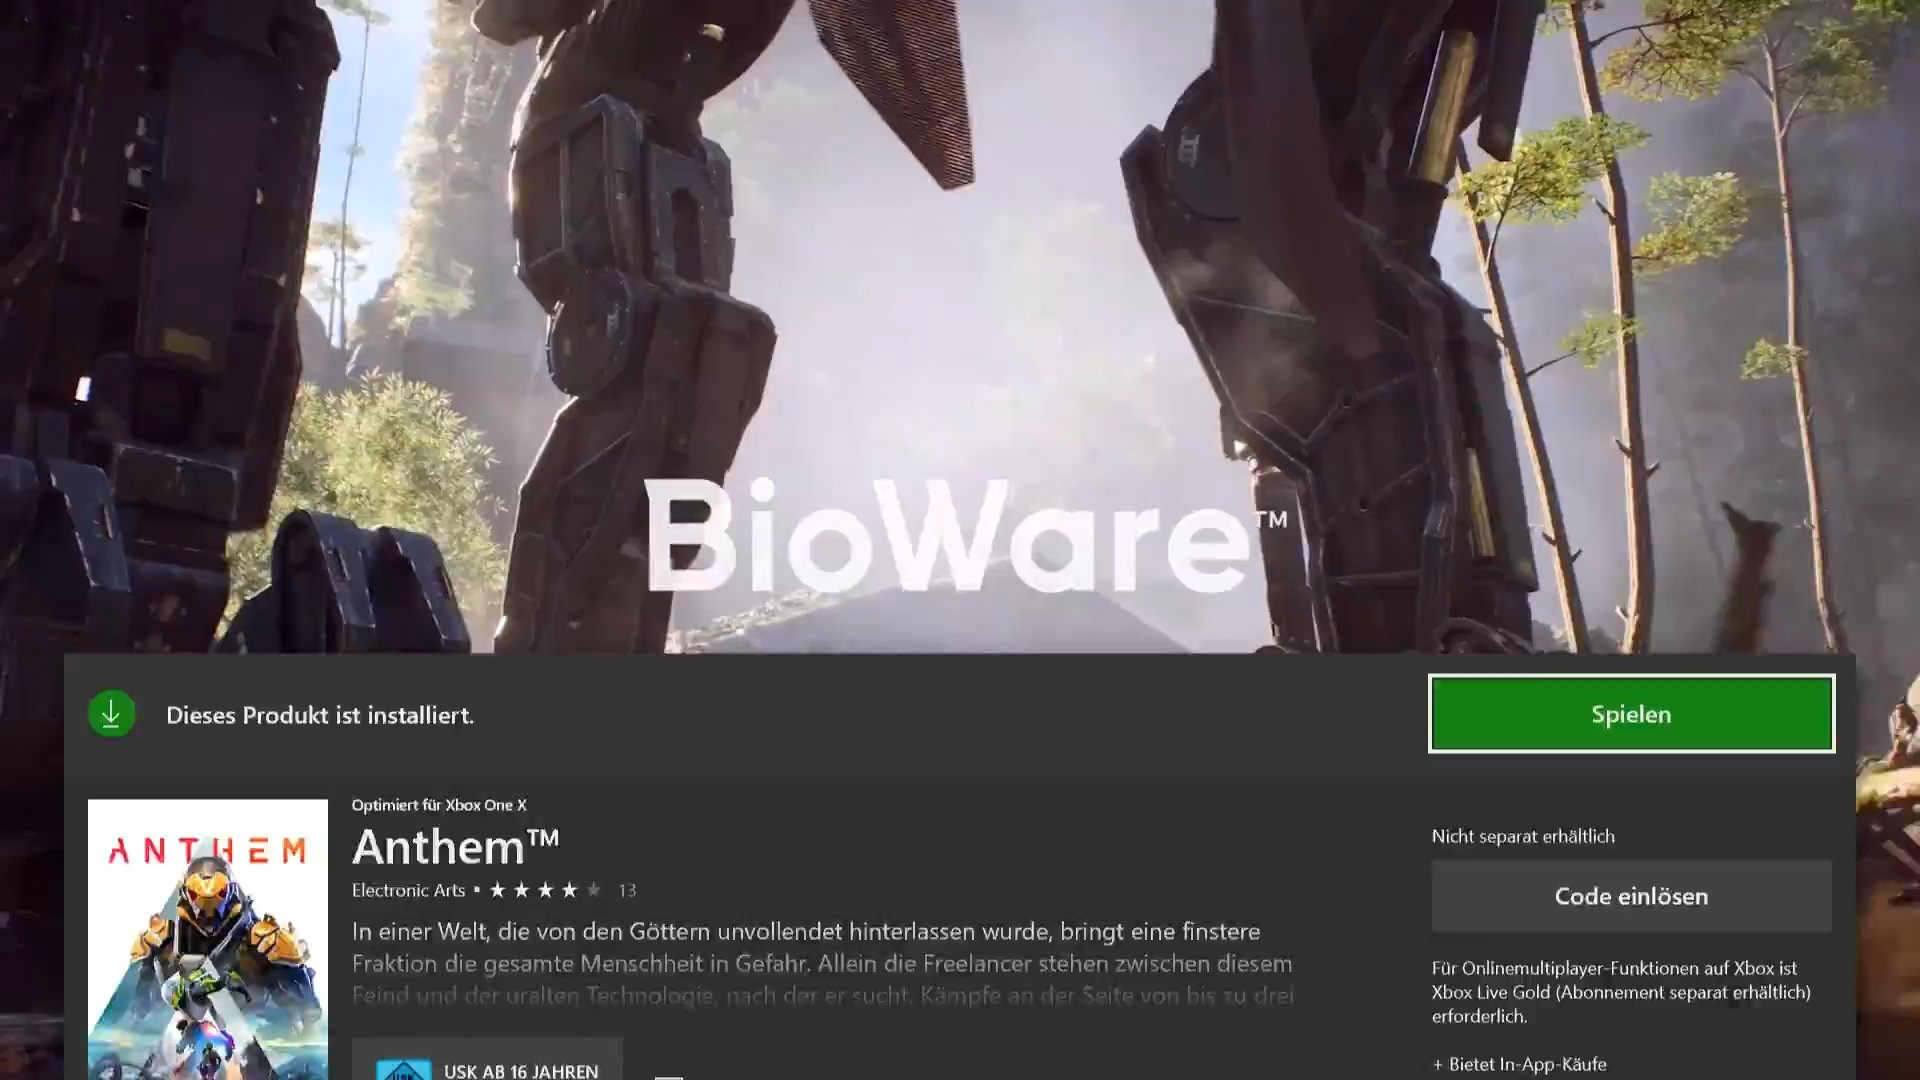 BioWare™
Dieses Produkt ist installiert.
Spielen
ANTHEM
Optimiert für Xbox One X
Anthem™
Electronic Arts • ★★★★★ 13
In einer Welt, die von den Göttern unvollendet hinterlassen wurde, bringt eine finstere
Fraktion die gesamte Menschheit in Gefahr. Allein die Freelancer stehen zwischen diesem
Feind und der uralten Technologie, nach der er sucht. Kämpfe an der Seite von bis zu drei
USK
USK AB 16 JAHREN
Nicht separat erhältlich
Code einlösen
Für Onlinemultiplayer-Funktionen auf Xbox ist
Xbox Live Gold (Abonnement separat erhältlich)
erforderlich.
+ Bietet In-App-Käufe